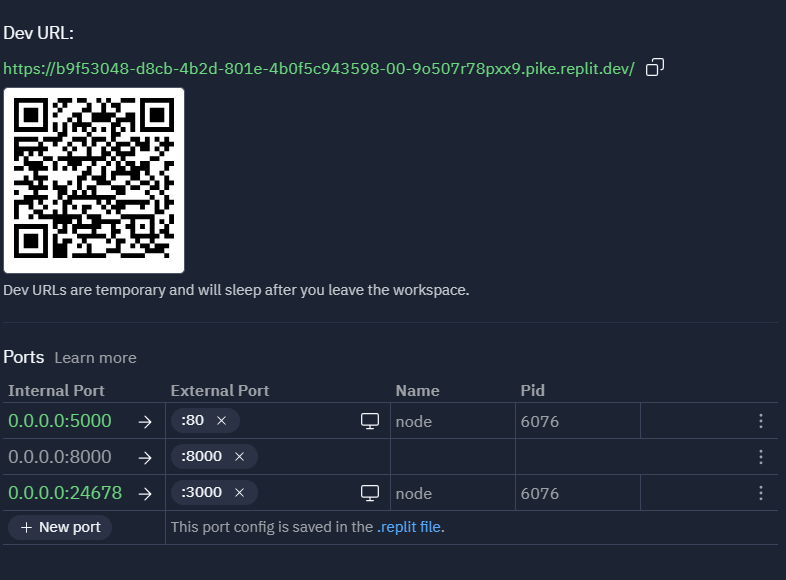 Dev URL:
https://b9f53048-d8cb-4b2d-801e-4b0f5c943598-00-9o507r78pxx9.pike.replit.dev/
Dev URLs are temporary and will sleep after you leave the workspace.
Ports Learn more
Internal Port External Port Name Pid
0.0.0.0:5000 → :80 × node 6076
0.0.0.0:8000 → :8000 ×
0.0.0.0:24678 → :3000 × node 6076
+ New port This port config is saved in the .replit file.